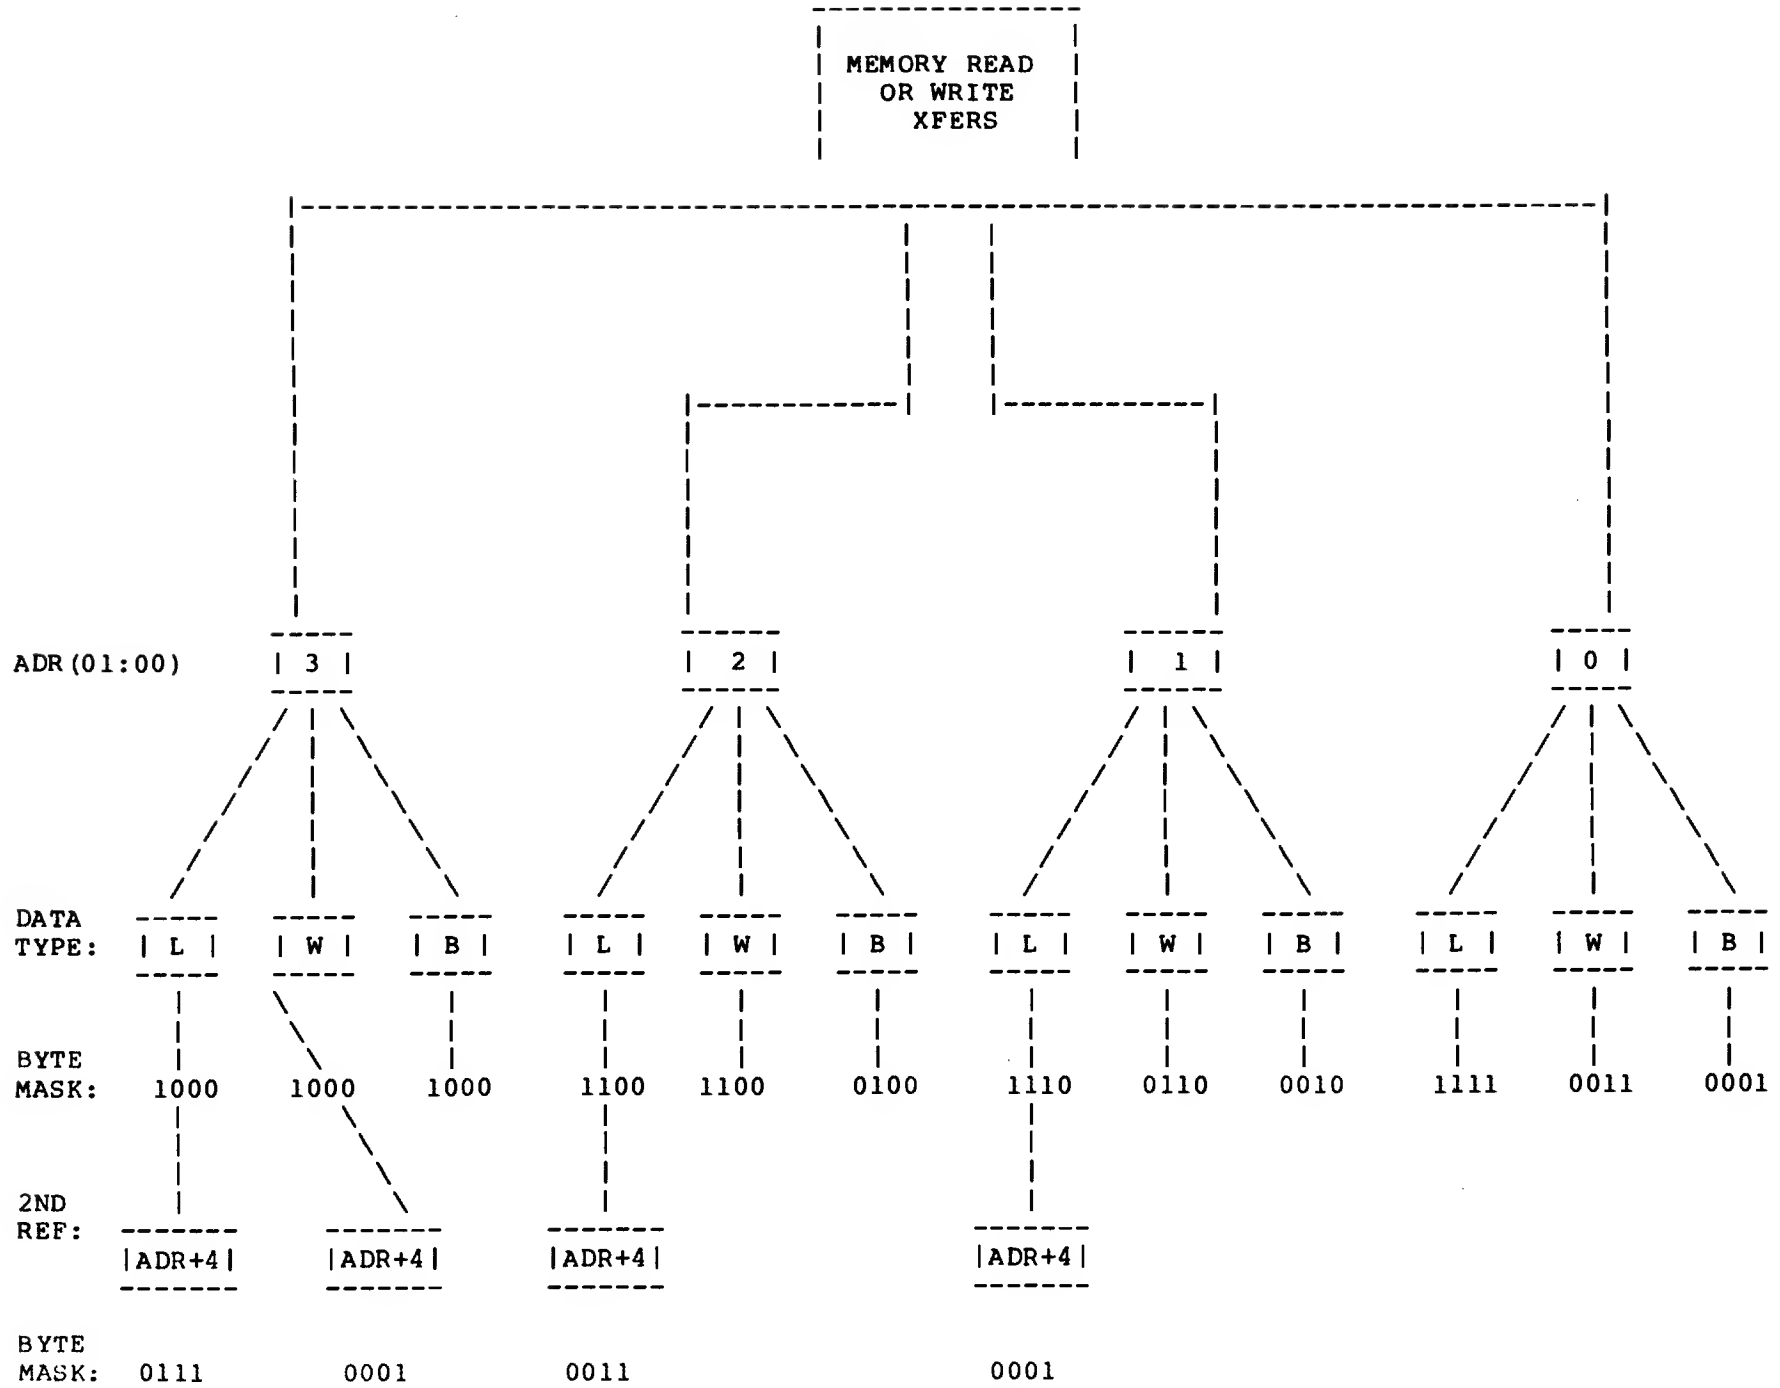 MEMORY READ
OR WRITE
XFERS
ADR(01:00) | 3 | | 2 | | 1 | | 0 |
DATA
TYPE: | L | | W | | B | | L | | W | | B | | L | | W | | B | | L | | W | | B |
BYTE
MASK: 1000 1000 1000 1100 1100 0100 1110 0110 0010 1111 0011 0001
2ND
REF:
|ADR+4| |ADR+4| |ADR+4| |ADR+4|
BYTE
MASK: 0111 0001 0011 0001